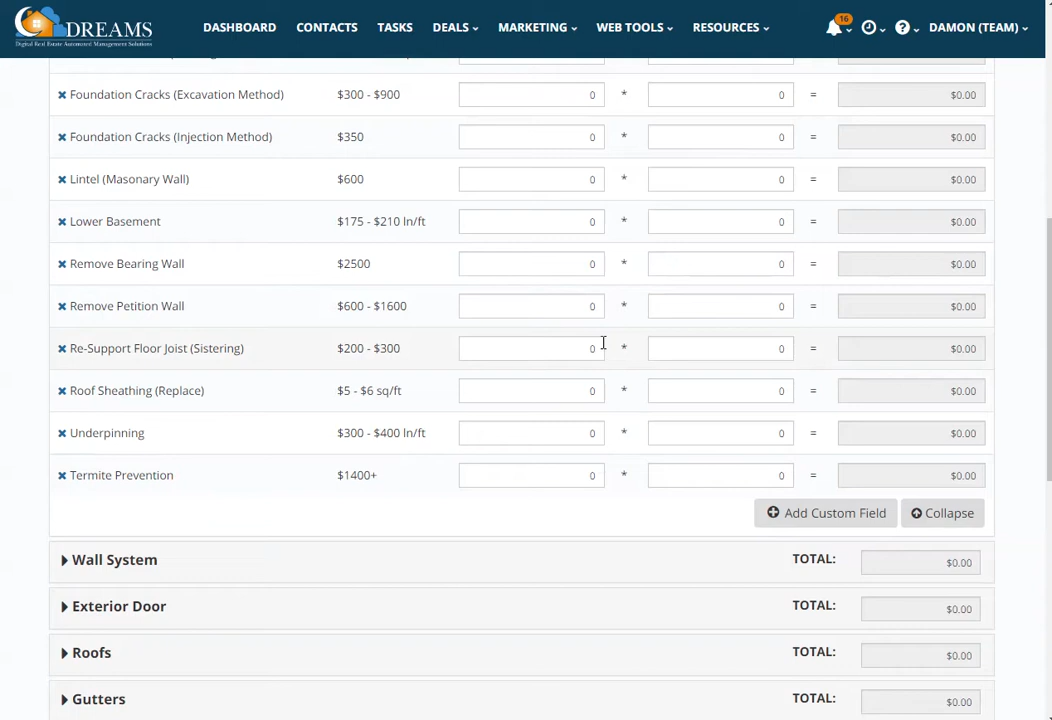 DREAMS
Digital Real Estate Automated Management Solutions
DASHBOARD CONTACTS TASKS DEALS MARKETING WEB TOOLS RESOURCES 16 DAMON (TEAM)
Foundation Cracks (Excavation Method) $300 - $900 0 * 0 = $0.00
Foundation Cracks (Injection Method) $350 0 * 0 = $0.00
Lintel (Masonary Wall) $600 0 * 0 = $0.00
Lower Basement $175 - $210 ln/ft 0 * 0 = $0.00
Remove Bearing Wall $2500 0 * 0 = $0.00
Remove Petition Wall $600 - $1600 0 * 0 = $0.00
Re-Support Floor Joist (Sistering) $200 - $300 0 * 0 = $0.00
Roof Sheathing (Replace) $5 - $6 sq/ft 0 * 0 = $0.00
Underpinning $300 - $400 ln/ft 0 * 0 = $0.00
Termite Prevention $1400+ 0 * 0 = $0.00
Add Custom Field Collapse
Wall System TOTAL: $0.00
Exterior Door TOTAL: $0.00
Roofs TOTAL: $0.00
Gutters TOTAL: $0.00